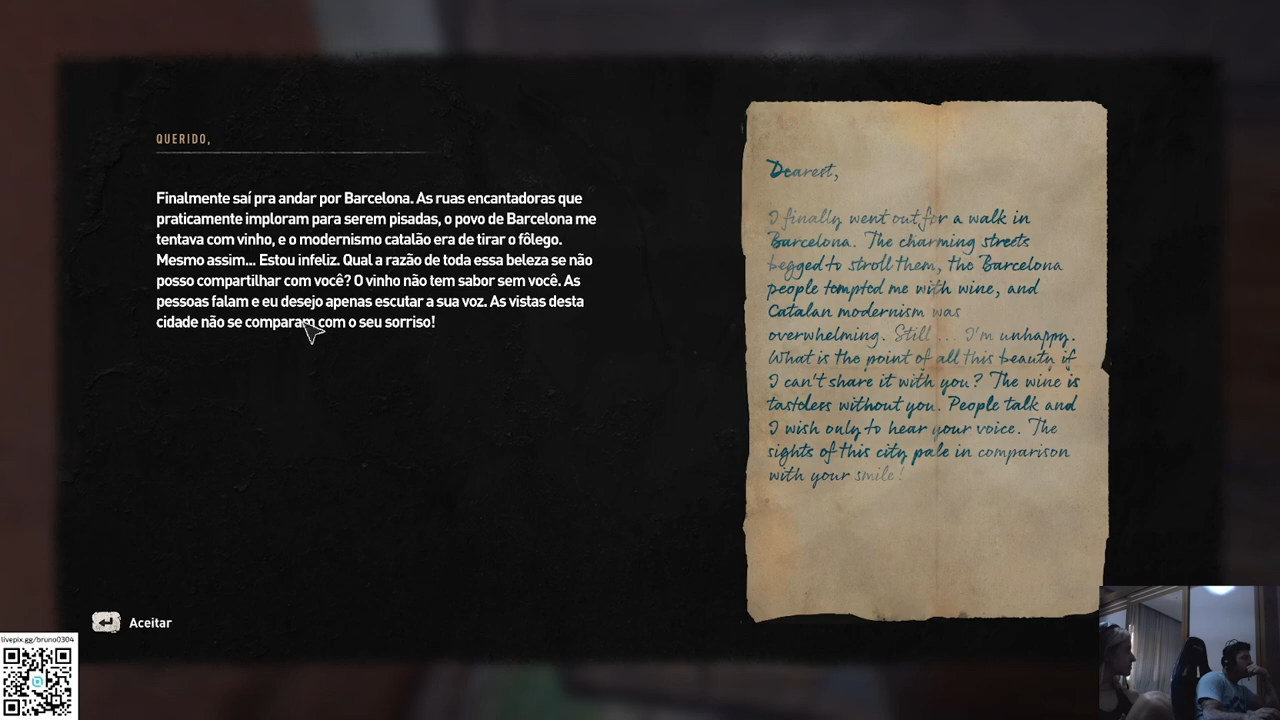 QUERIDO,
Finalmente saí pra andar por Barcelona. As ruas encantadoras que
praticamente imploram para serem pisadas, o povo de Barcelona me
tentava com vinho, e o modernismo catalão era de tirar o fôlego.
Mesmo assim... Estou infeliz. Qual a razão de toda essa beleza se não
posso compartilhar com você? O vinho não tem sabor sem você. As
pessoas falam e eu desejo apenas escutar a sua voz. As vistas desta
cidade não se comparam com o seu sorriso!
Dearest,
I finally went out for a walk in
Barcelona. The charming streets
begged to stroll them, the Barcelona
people tempted me with wine, and
Catalan modernism was
overwhelming. Still ... I'm unhappy.
What is the point of all this beauty if
I can't share it with you? The wine is
tasteless without you. People talk and
I wish only to hear your voice. The
sights of this city pale in comparison
with your smile!
Aceitar
livepix.gg/bruno0304